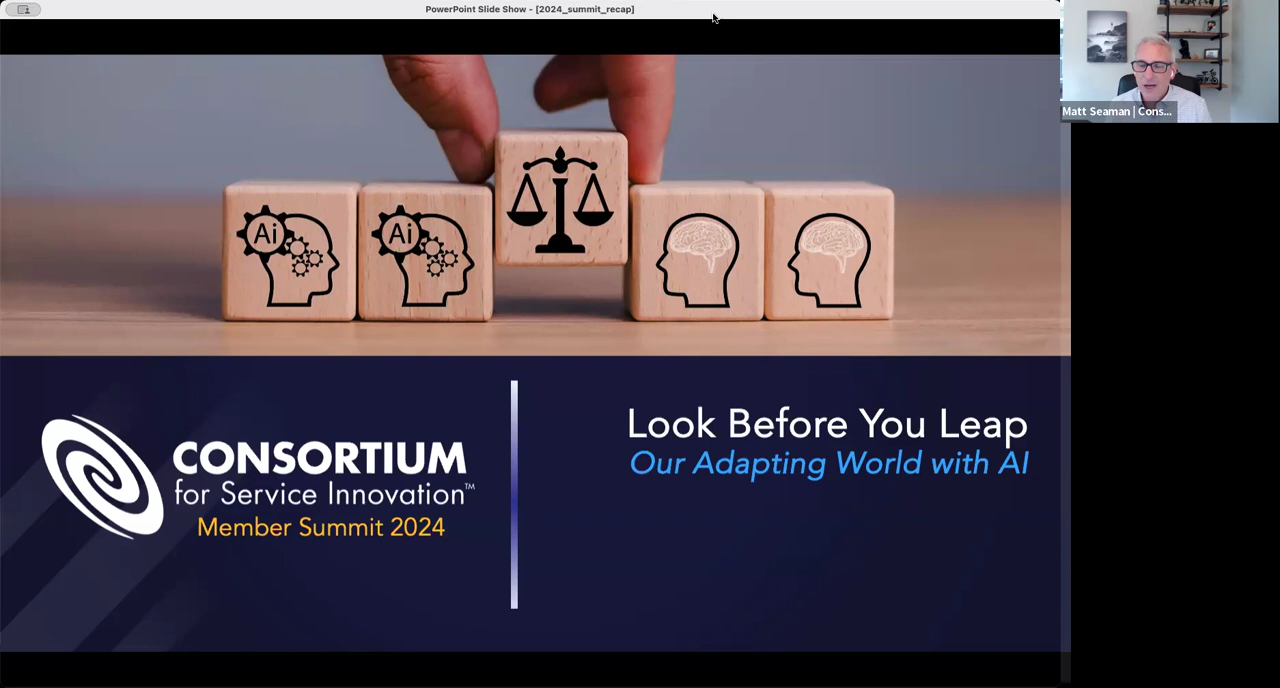 PowerPoint Slide Show - [2024_summit_recap]
Matt Seaman | Cons...
Ai
Ai
CONSORTIUM
for Service Innovation™
Member Summit 2024
Look Before You Leap
Our Adapting World with AI